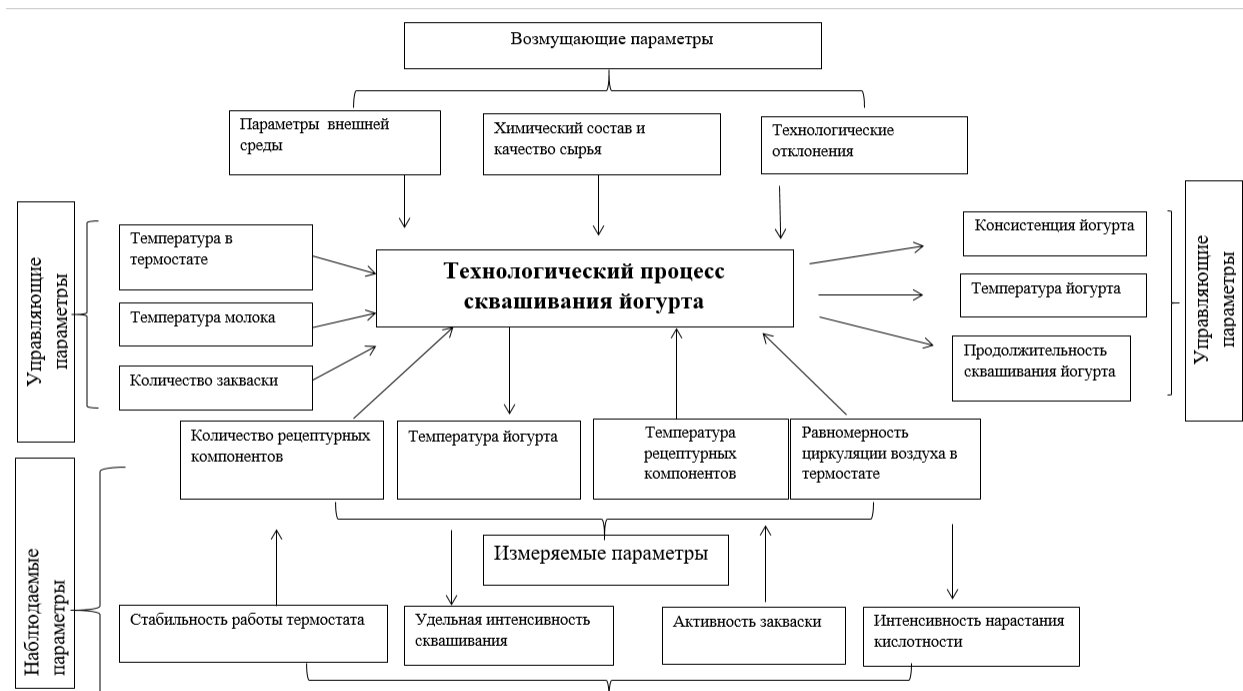 Возмущающие параметры
Параметры внешней
среды
Химический состав и
качество сырья
Технологические
отклонения
Управляющие
параметры
Температура в
термостате
Температура молока
Количество закваски
Технологический процесс
сквашивания йогурта
Консистенция йогурта
Температура йогурта
Продолжительность
сквашивания йогурта
Управляющие
параметры
Количество рецептурных
компонентов
Температура йогурта
Температура
рецептурных
компонентов
Равномерность
циркуляции воздуха в
термостате
Измеряемые параметры
Наблюдаемые
параметры
Стабильность работы термостата
Удельная интенсивность
сквашивания
Активность закваски
Интенсивность нарастания
кислотности